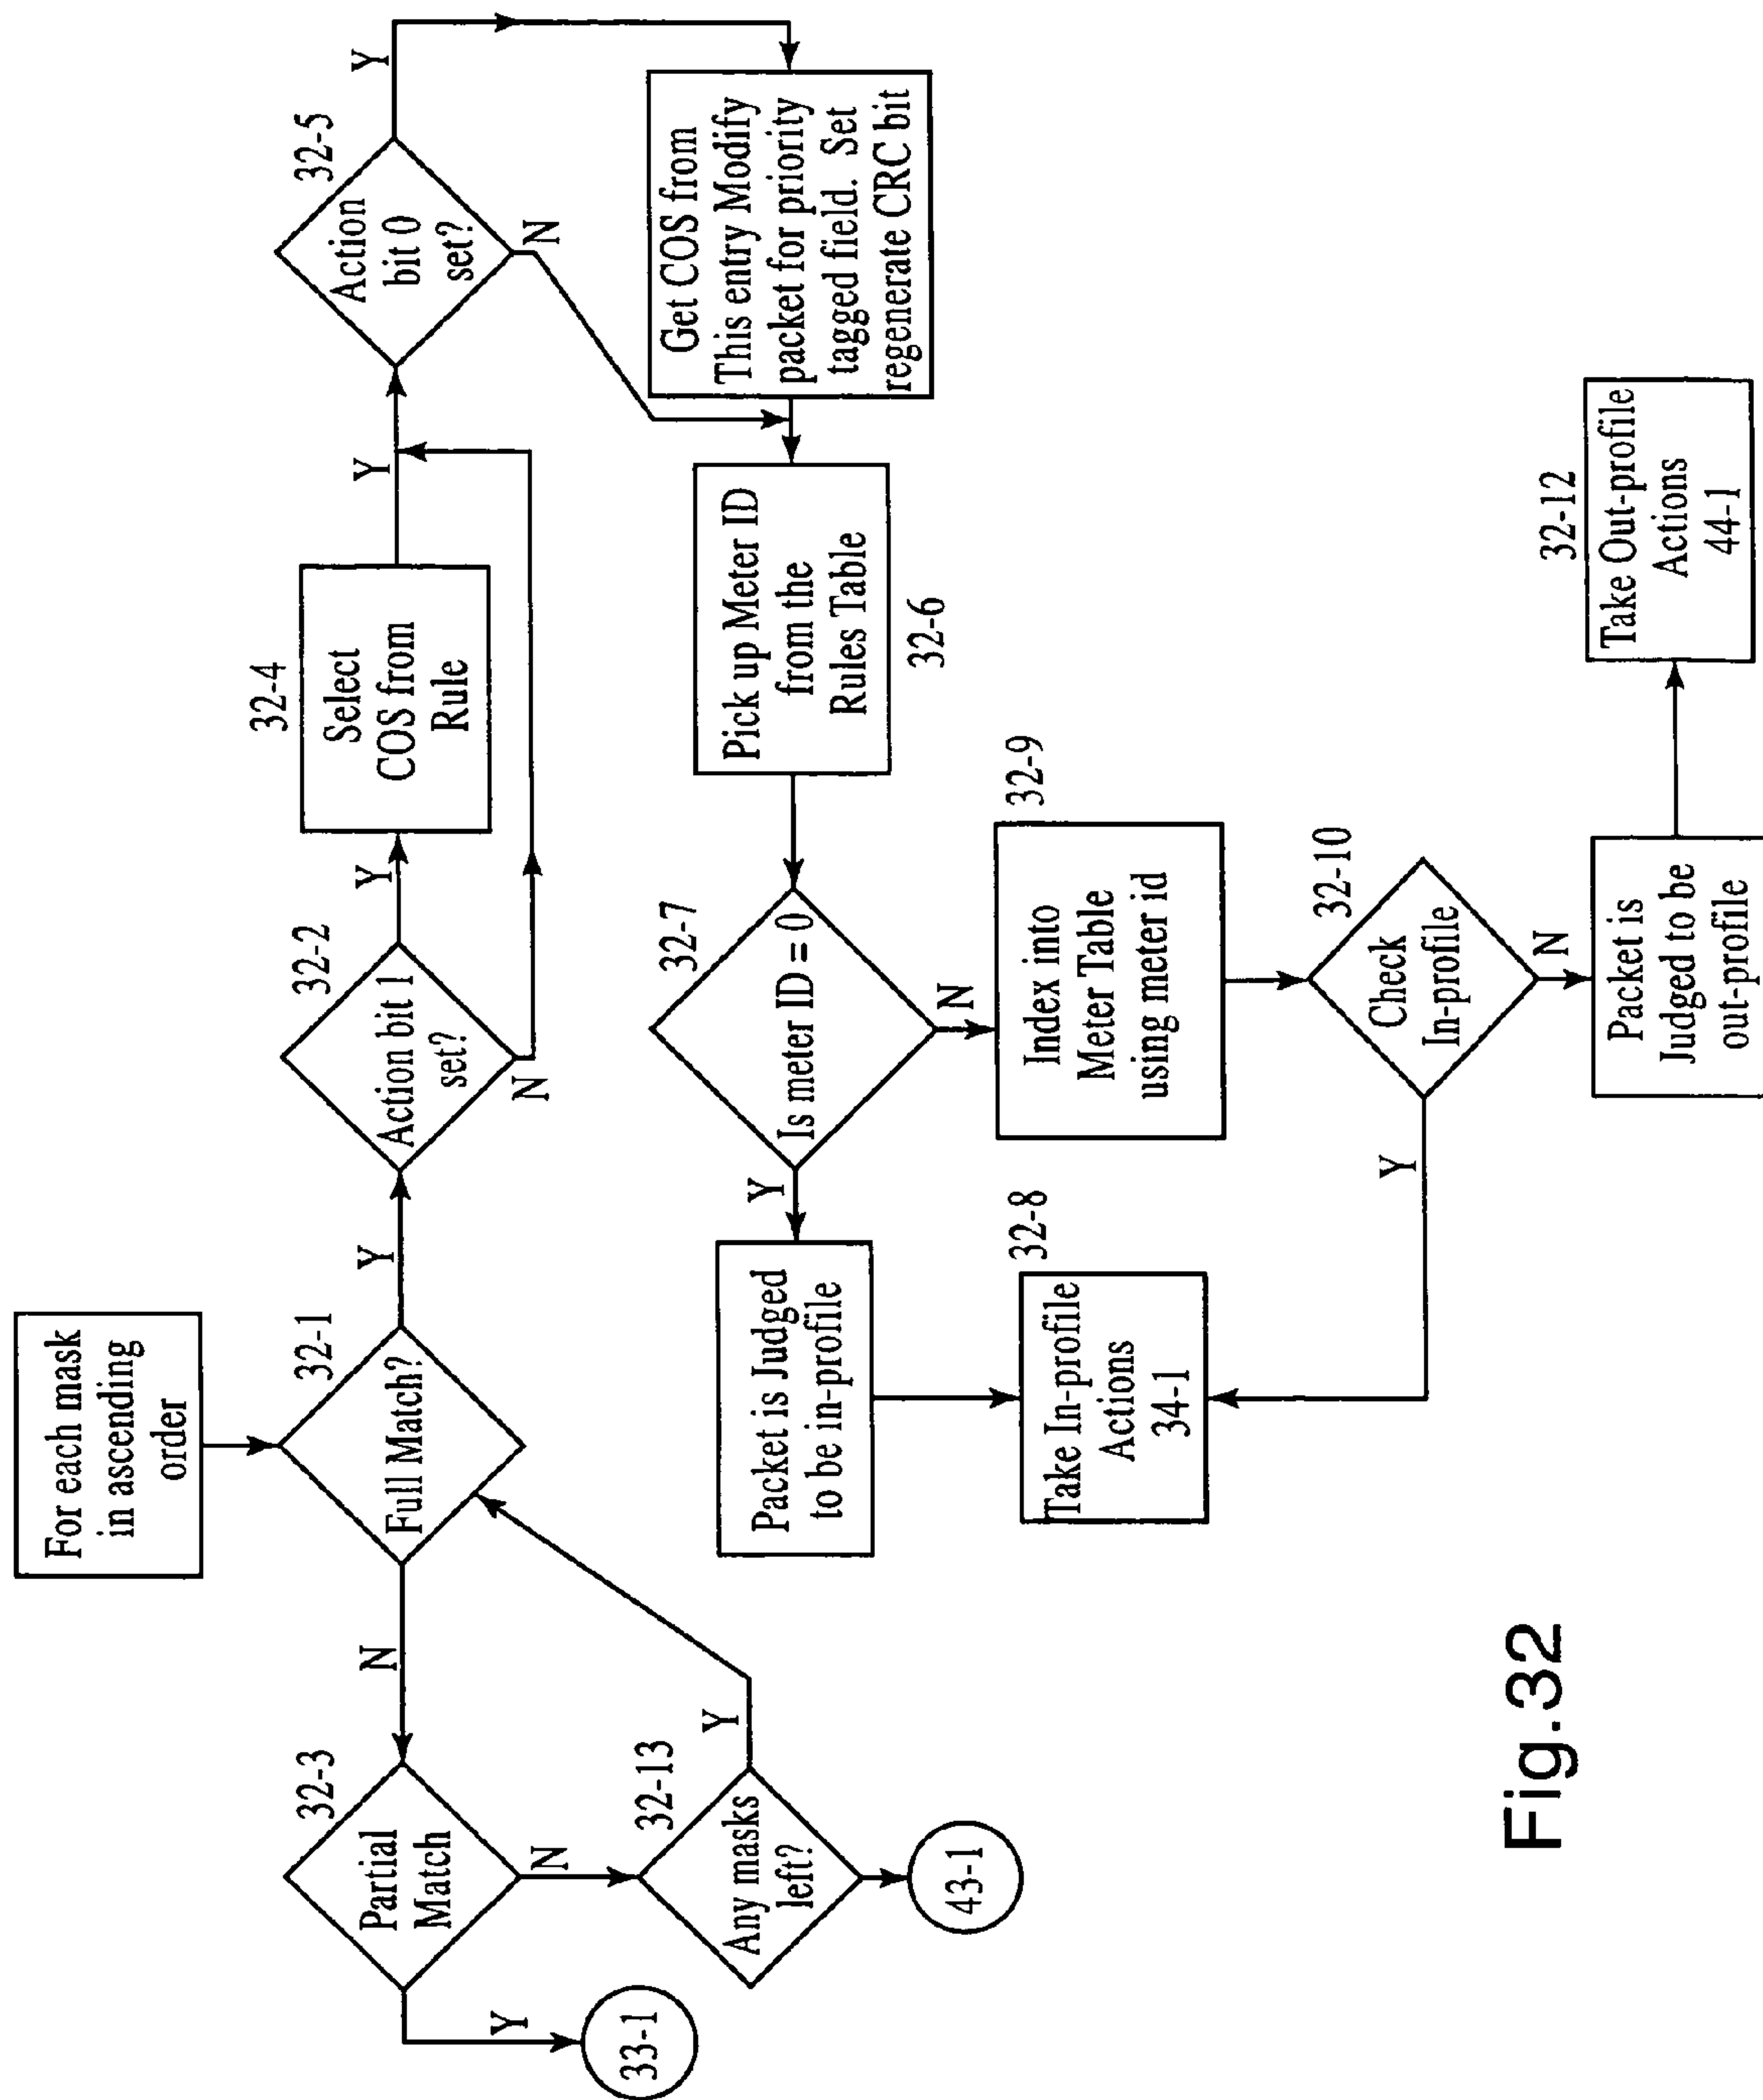 For each mask
in ascending
order
32-1
Full Match?
Y
N
32-2
Action bit 1
set?
Y
N
32-4
Select
COS from
Rule
Y
32-5
Action
bit 0
set?
Y
N
Get COS from
This entry Modify
packet for priority
tagged field. Set
regenerate CRC bit
32-3
Partial
Match
Y
N
33-1
32-13
Any masks
left?
Y
43-1
Pick up Meter ID
from the
Rules Table
32-6
32-7
Is meter ID = 0
Y
N
Packet is Judged
to be in-profile
32-8
Take In-profile
Actions
34-1
32-9
Index into
Meter Table
using meter id
32-10
Check
In-profile
Y
N
Packet is
Judged to be
out-profile
32-12
Take Out-profile
Actions
44-1
Fig.32